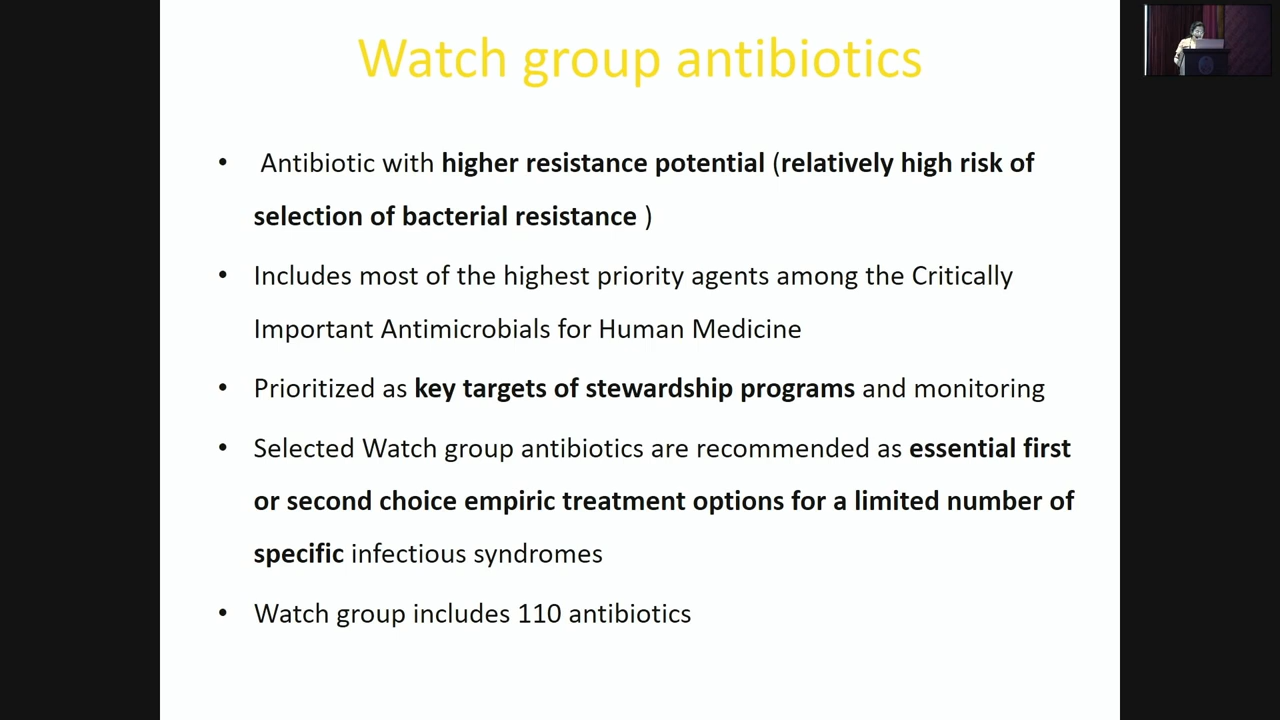 Watch group antibiotics
• Antibiotic with higher resistance potential (relatively high risk of
selection of bacterial resistance )
• Includes most of the highest priority agents among the Critically
Important Antimicrobials for Human Medicine
• Prioritized as key targets of stewardship programs and monitoring
• Selected Watch group antibiotics are recommended as essential first
or second choice empiric treatment options for a limited number of
specific infectious syndromes
• Watch group includes 110 antibiotics